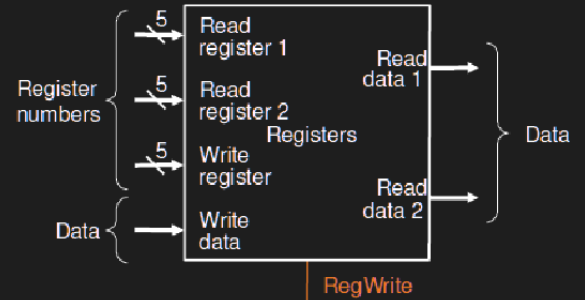 5
Read
register 1
5
Read
register 2
5
Write
register
Write
data
Register
numbers
Data
Registers
Read
data 1
Read
data 2
Data
RegWrite